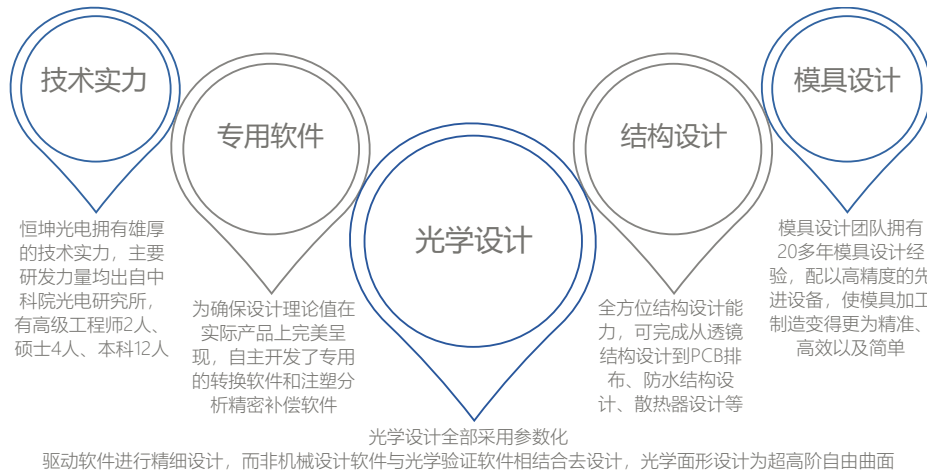 技术实力
恒坤光电拥有雄厚
的技术实力，主要
研发力量均出自中
科院光电研究所，
有高级工程师2人、
硕士4人、本科12人
专用软件
为确保设计理论值在
实际产品上完美呈
现，自主开发了专用
的转换软件和注塑分
析精密补偿软件
光学设计
光学设计全部采用参数化
驱动软件进行精细设计，而非机械设计软件与光学验证软件相结合去设计，光学面形设计为超高阶自由曲面
结构设计
全方位结构设计能
力，可完成从透镜
结构设计到PCB排
布、防水结构设
计、散热器设计等
模具设计
模具设计团队拥有
20多年模具设计经
验，配以高精度的先
进设备，使模具加工
制造变得更为精准、
高效以及简单